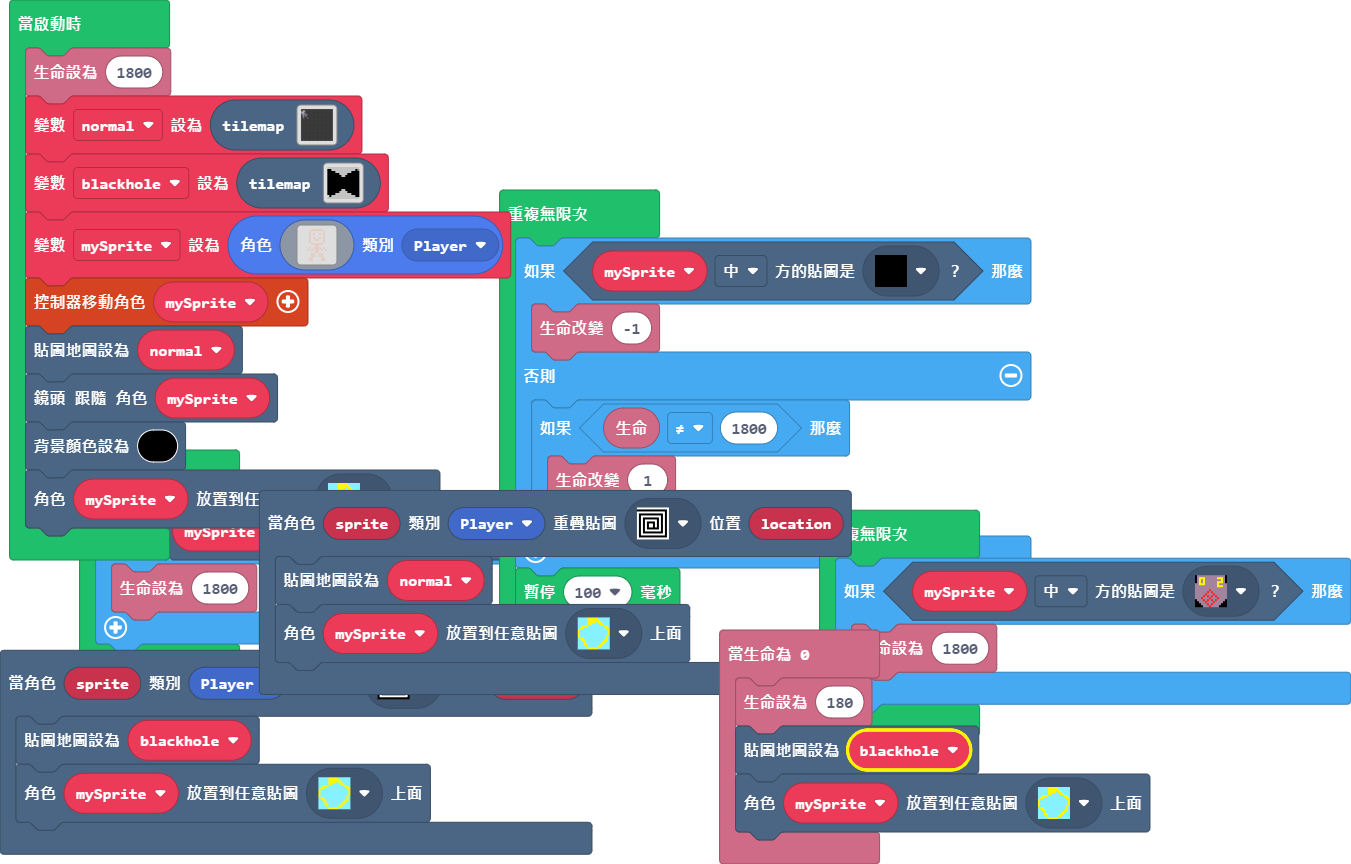 當啟動時
生命設為 1800
變數 normal 設為 tilemap
變數 blackhole 設為 tilemap
變數 mySprite 設為 角色 類別 Player
控制器移動角色 mySprite
貼圖地圖設為 normal
鏡頭 跟隨 角色 mySprite
背景顏色設為
角色 mySprite 放置到任
mySprite
生命設為 1800
重複無限次
如果 mySprite 中 方的貼圖是 ? 那麼
生命改變 -1
否則
如果 生命 ≠ 1800 那麼
生命改變 1
暫停 100 毫秒
當角色 sprite 類別 Player 重疊貼圖 位置 location
貼圖地圖設為 normal
角色 mySprite 放置到任意貼圖 上面
複無限次
如果 mySprite 中 方的貼圖是 ? 那麼
命設為 1800
0 2
當角色 sprite 類別 Player
貼圖地圖設為 blackhole
角色 mySprite 放置到任意貼圖 上面
當生命為 0
生命設為 180
貼圖地圖設為 blackhole
角色 mySprite 放置到任意貼圖 上面